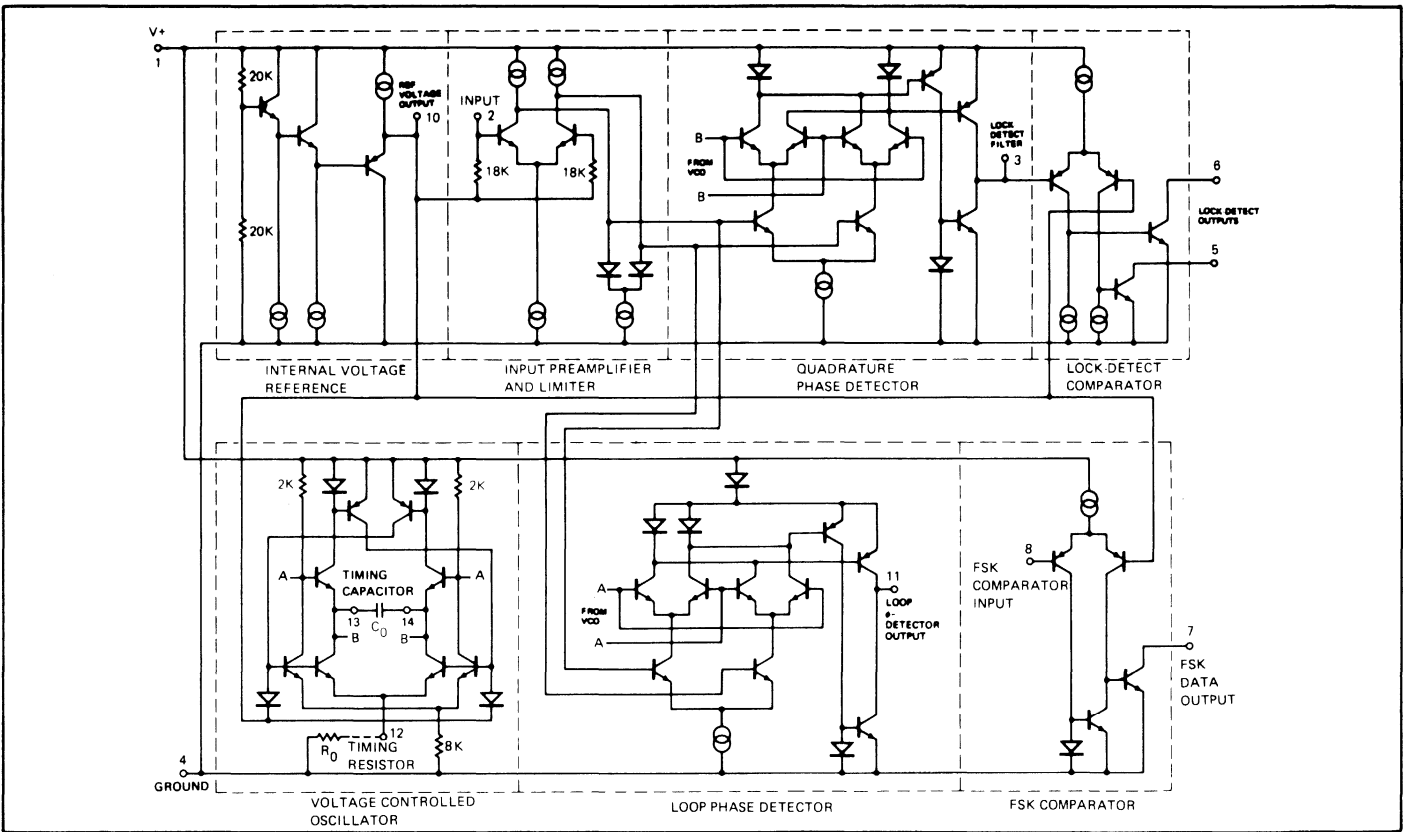 V+
1
20K
20K
REF
VOLTAGE
OUTPUT
10
INPUT
2
18K
18K
B
FROM
VCO
B
LOCK
DETECT
FILTER
3
6
LOCK DETECT
OUTPUTS
5
INTERNAL VOLTAGE
REFERENCE
INPUT PREAMPLIFIER
AND LIMITER
QUADRATURE
PHASE DETECTOR
LOCK-DETECT
COMPARATOR
2K
2K
A
TIMING
CAPACITOR
A
13
C0
14
B
B
12
R0
TIMING
RESISTOR
8K
A
FROM
VCO
A
11
LOOP
ø-
DETECTOR
OUTPUT
8
FSK
COMPARATOR
INPUT
7
FSK
DATA
OUTPUT
4
GROUND
VOLTAGE CONTROLLED
OSCILLATOR
LOOP PHASE DETECTOR
FSK COMPARATOR